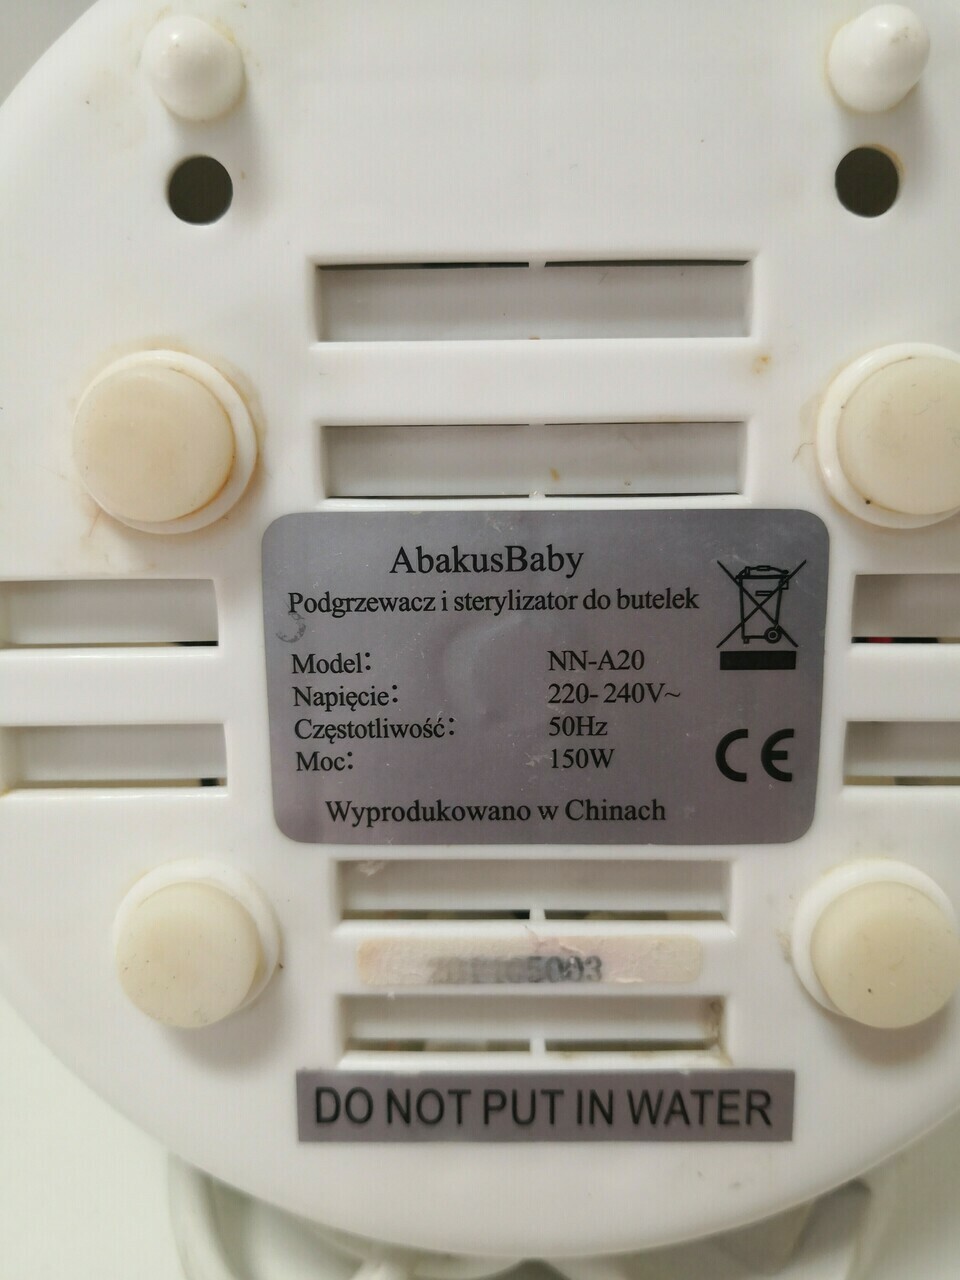 AbakusBaby
Podgrzewacz i sterylizator do butelek
Model: NN-A20
Napięcie: 220-240V~
Częstotliwość: 50Hz
Moc: 150W
CE
Wyprodukowano w Chinach
DO NOT PUT IN WATER